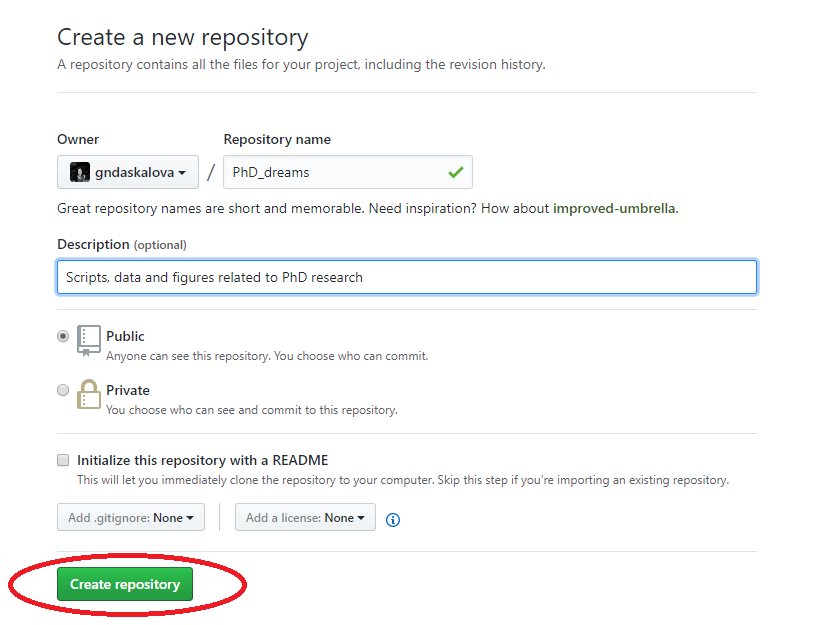 Create a new repository
A repository contains all the files for your project, including the revision history.
Owner Repository name
gndaskalova / PhD_dreams
Great repository names are short and memorable. Need inspiration? How about improved-umbrella.
Description (optional)
Scripts, data and figures related to PhD research
Public
Anyone can see this repository. You choose who can commit.
Private
You choose who can see and commit to this repository.
Initialize this repository with a README
This will let you immediately clone the repository to your computer. Skip this step if you’re importing an existing repository.
Add .gitignore: None Add a license: None
Create repository